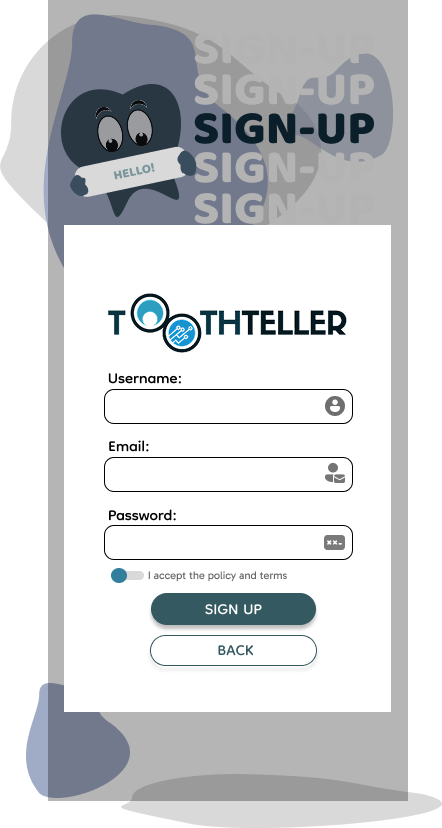 SIGN-UP
SIGN-UP
SIGN-UP
SIGN-UP
SIGN-UP
HELLO!
TOOTHTELLER
Username:
Email:
Password:
I accept the policy and terms
SIGN UP
BACK